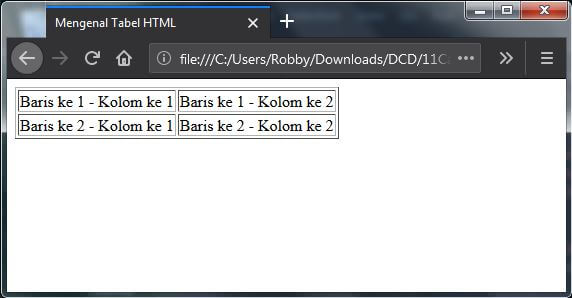 Mengenal Tabel HTML
file:///C:/Users/Robby/Downloads/DCD/11C
Baris ke 1 - Kolom ke 1 Baris ke 1 - Kolom ke 2
Baris ke 2 - Kolom ke 1 Baris ke 2 - Kolom ke 2